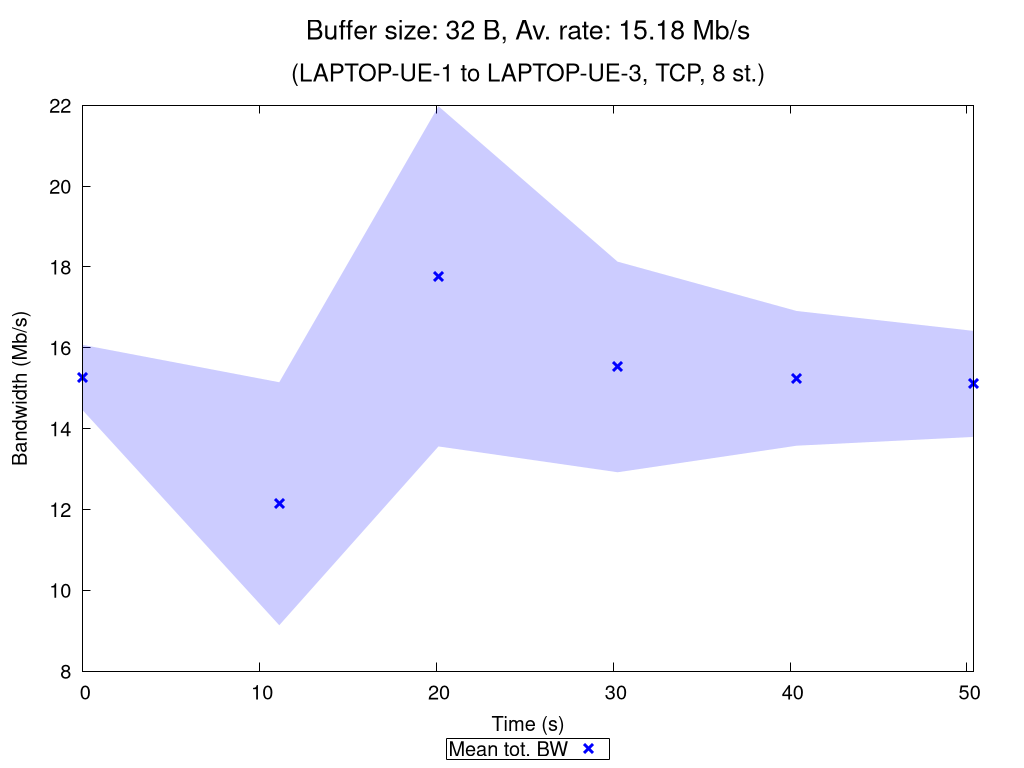 Buffer size: 32 B, Av. rate: 15.18 Mb/s
(LAPTOP-UE-1 to LAPTOP-UE-3, TCP, 8 st.)
22
20
18
16
14
12
10
8
Bandwidth (Mb/s)
0 10 20 30 40 50
Time (s)
Mean tot. BW